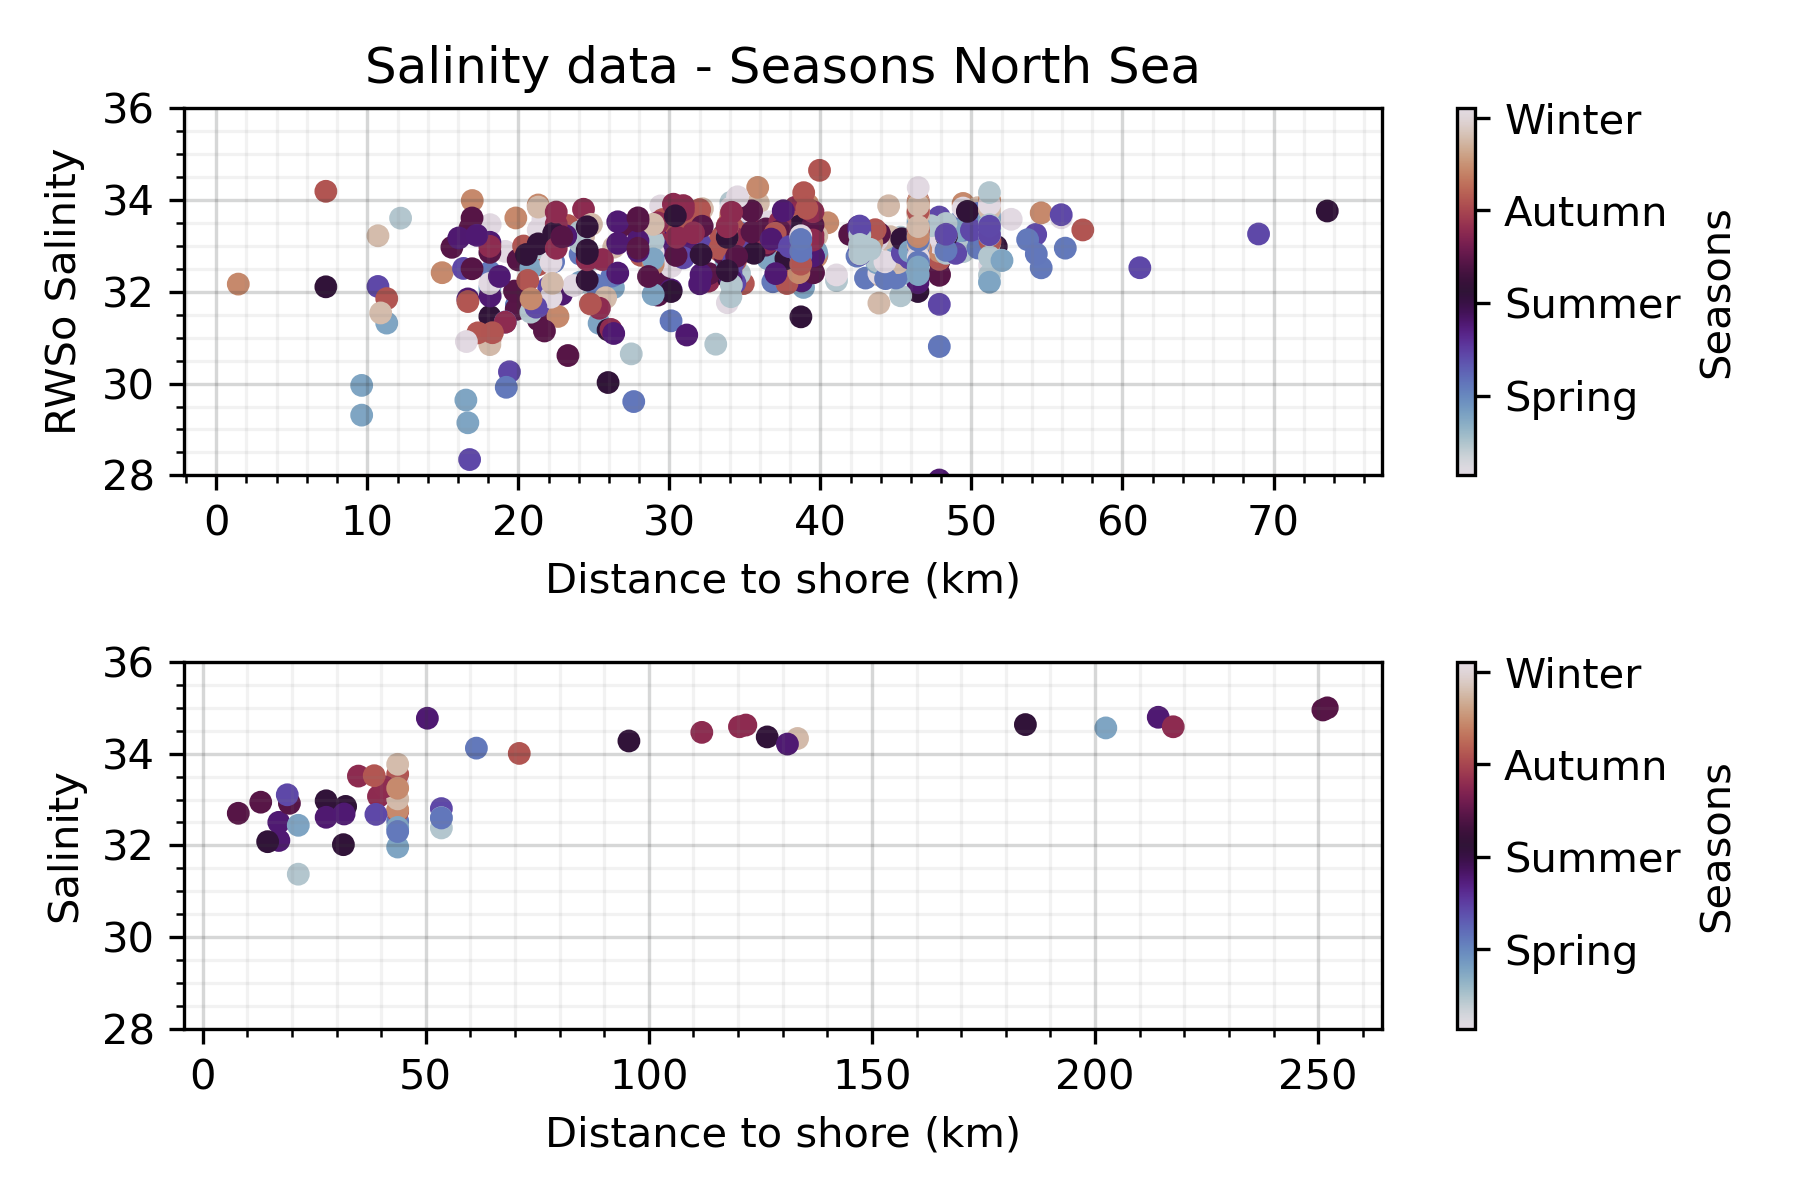 Salinity data - Seasons North Sea
RWSo Salinity
36
34
32
30
28
0 10 20 30 40 50 60 70
Distance to shore (km)
Winter
Autumn
Summer
Spring
Seasons
Salinity
36
34
32
30
28
0 50 100 150 200 250
Distance to shore (km)
Winter
Autumn
Summer
Spring
Seasons